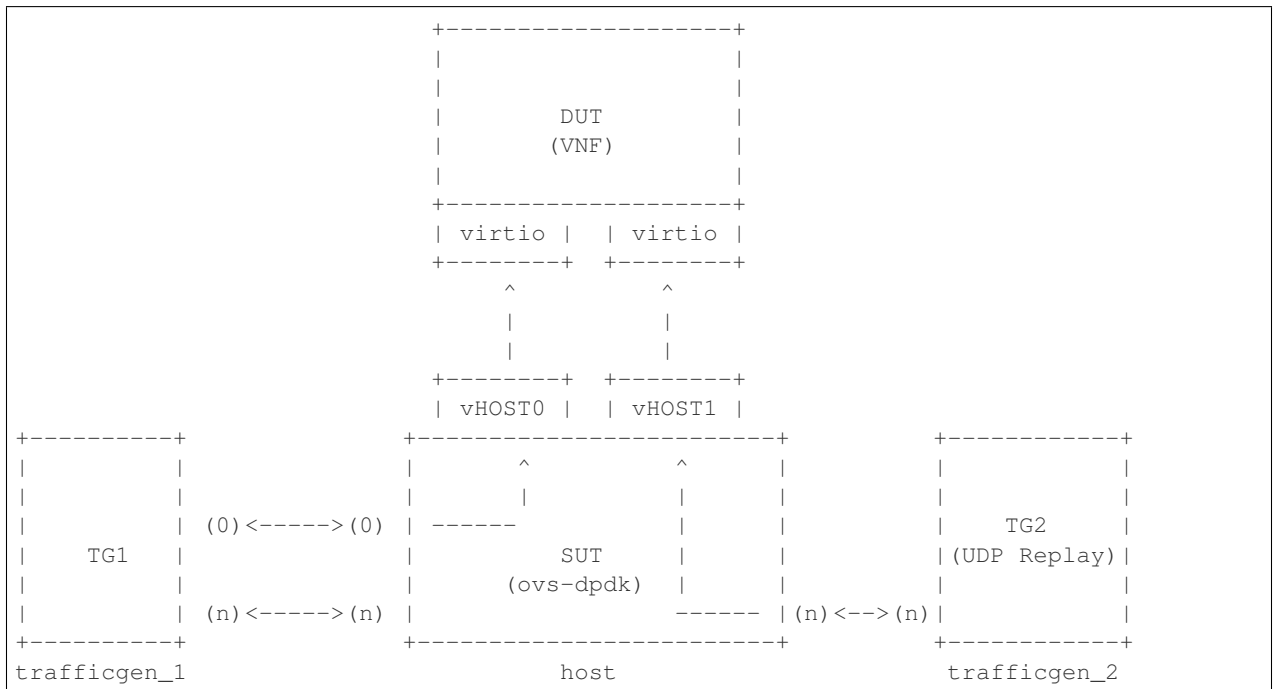 +--------------------+
|                    |
|                    |
|        DUT         |
|       (VNF)        |
|                    |
+--------------------+
| virtio |  | virtio |
+--------+  +--------+
^          ^
|          |
|          |
+--------+  +--------+
| vHOST0 |  | vHOST1 |
+----------+               +-------------------------+          +------------+
|          |               |       ^          ^      |          |            |
|          |               |       |          |      |          |            |
|          | (0)<----->(0) | ------           |      |          |    TG2     |
|   TG1    |               |          SUT     |      |          |(UDP Replay)|
|          |               |      (ovs-dpdk)  |      |          |            |
|          | (n)<----->(n) |                  ------ |(n)<-->(n)|            |
+----------+               +-------------------------+          +------------+
trafficgen_1                          host                       trafficgen_2